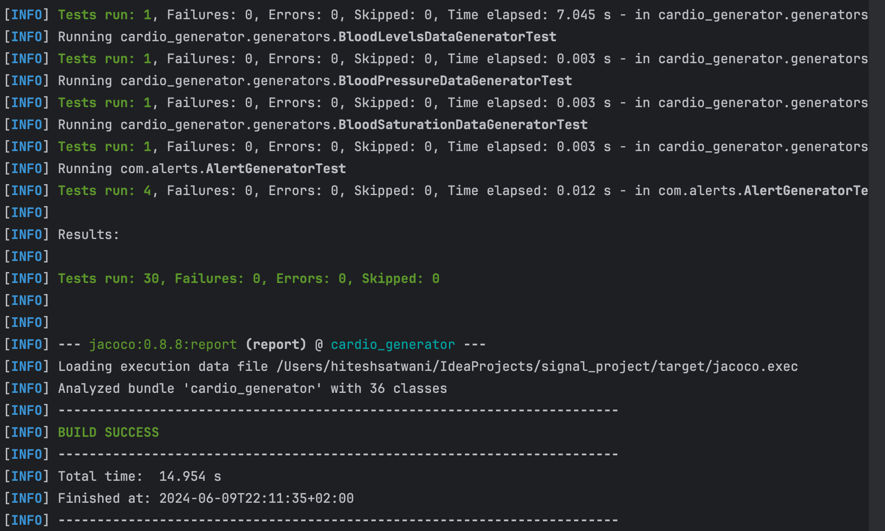 [INFO] Tests run: 1, Failures: 0, Errors: 0, Skipped: 0, Time elapsed: 7.045 s - in cardio_generator.generators
[INFO] Running cardio_generator.generators.BloodLevelsDataGeneratorTest
[INFO] Tests run: 1, Failures: 0, Errors: 0, Skipped: 0, Time elapsed: 0.003 s - in cardio_generator.generators
[INFO] Running cardio_generator.generators.BloodPressureDataGeneratorTest
[INFO] Tests run: 1, Failures: 0, Errors: 0, Skipped: 0, Time elapsed: 0.003 s - in cardio_generator.generators
[INFO] Running cardio_generator.generators.BloodSaturationDataGeneratorTest
[INFO] Tests run: 1, Failures: 0, Errors: 0, Skipped: 0, Time elapsed: 0.003 s - in cardio_generator.generators
[INFO] Running com.alerts.AlertGeneratorTest
[INFO] Tests run: 4, Failures: 0, Errors: 0, Skipped: 0, Time elapsed: 0.012 s - in com.alerts.AlertGeneratorTe
[INFO]
[INFO] Results:
[INFO]
[INFO] Tests run: 30, Failures: 0, Errors: 0, Skipped: 0
[INFO]
[INFO]
[INFO] --- jacoco:0.8.8:report (report) @ cardio_generator ---
[INFO] Loading execution data file /Users/hiteshsatwani/IdeaProjects/signal_project/target/jacoco.exec
[INFO] Analyzed bundle 'cardio_generator' with 36 classes
[INFO] ------------------------------------------------------------------------
[INFO] BUILD SUCCESS
[INFO] ------------------------------------------------------------------------
[INFO] Total time:  14.954 s
[INFO] Finished at: 2024-06-09T22:11:35+02:00
[INFO] ------------------------------------------------------------------------